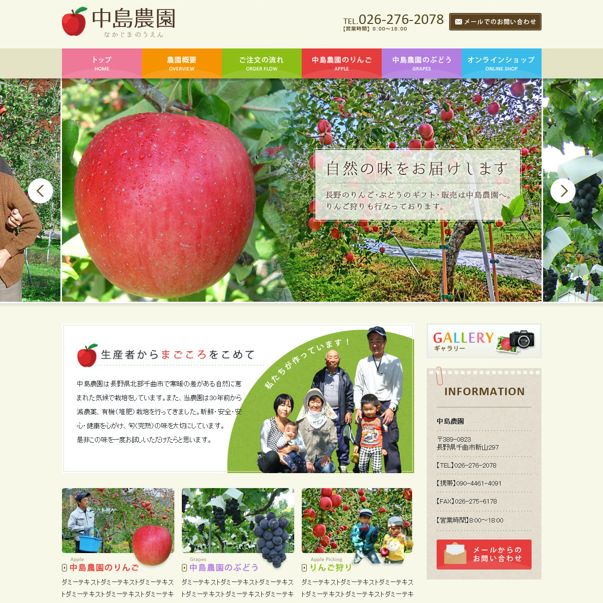 中島農園
なかじまのうえん
TEL.026-276-2078
【営業時間】 8:00～18:00
メールでのお問い合わせ
トップ
HOME
農園概要
OVERVIEW
ご注文の流れ
ORDER FLOW
中島農園のりんご
APPLE
中島農園のぶどう
GRAPES
オンラインショップ
ONLINE SHOP
自然の味をお届けします
長野のりんご・ぶどうのギフト・販売は中島農園へ。
りんご狩りも行なっております。
生産者からまごころをこめて
私たちが作っています！
中島農園は長野県北部千曲市で寒暖の差がある自然に恵
まれた気候で栽培しています。また、当農園は30年前から
減農薬、有機（堆肥）栽培を行ってきました。新鮮・安全・安
心・健康を心がけ、旬（完熟）の味を大切にしています。
是非この味を一度お試しいただけたらと思います。
GALLERY
ギャラリー
INFORMATION
中島農園
〒389-0823
長野県千曲市新山297
【TEL】026-276-2078
【携帯】090-4461-4091
【FAX】026-275-6178
【営業時間】8:00～18:00
メールからの
お問い合わせ
Apple
中島農園のりんご
ダミーテキストダミーテキストダミーテキス
トダミーテキストダミーテキストダミーテキ
Grapes
中島農園のぶどう
ダミーテキストダミーテキストダミーテキス
トダミーテキストダミーテキストダミーテキ
Apple Picking
りんご狩り
ダミーテキストダミーテキストダミーテキス
トダミーテキストダミーテキストダミーテキ